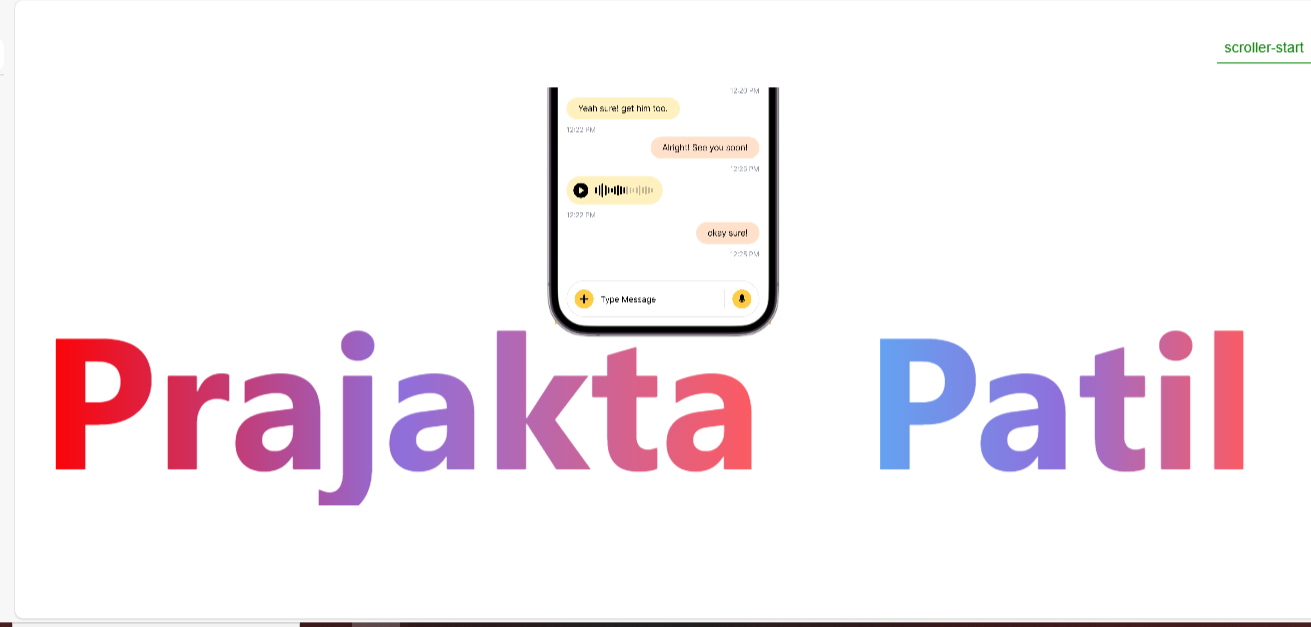 scroller-start
12:20 PM
Yeah sure! get him too.
12:22 PM
Alright! See you soon!
12:25 PM
12:22 PM
okay sure!
12:25 PM
Type Message
Prajakta Patil